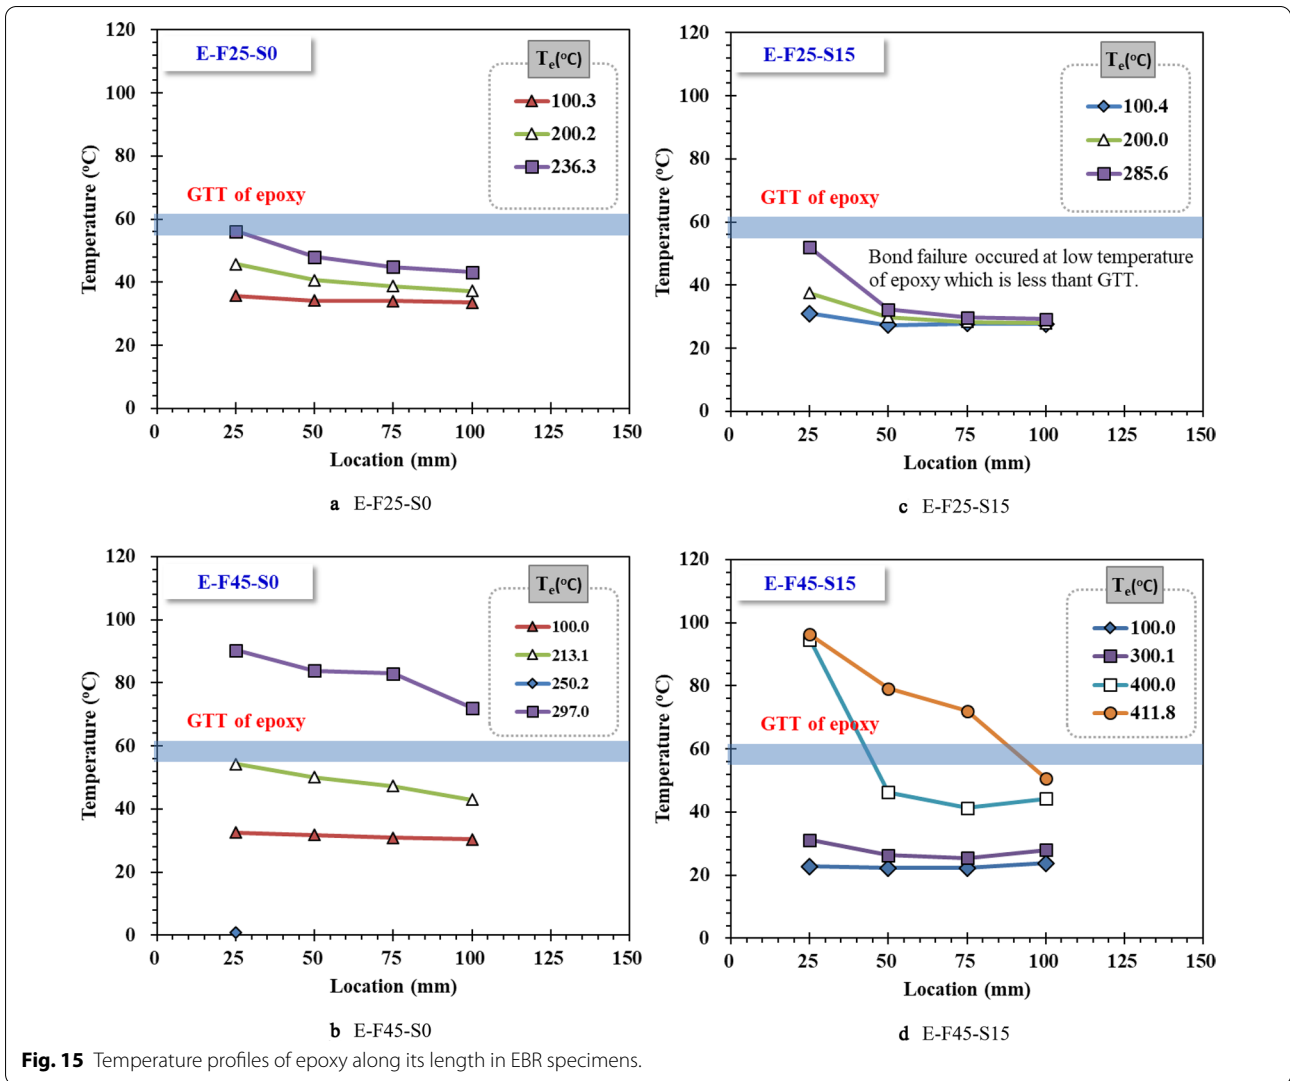 E-F25-S0
Te(°C)
100.3
200.2
236.3
GTT of epoxy
Temperature (°C)
120
100
80
60
40
20
0
0 25 50 75 100 125 150
Location (mm)
a E-F25-S0
E-F25-S15
Te(°C)
100.4
200.0
285.6
GTT of epoxy
Bond failure occured at low temperature
of epoxy which is less thant GTT.
Temperature (°C)
120
100
80
60
40
20
0
0 25 50 75 100 125 150
Location (mm)
c E-F25-S15
E-F45-S0
Te(°C)
100.0
213.1
250.2
297.0
GTT of epoxy
Temperature (°C)
120
100
80
60
40
20
0
0 25 50 75 100 125 150
Location (mm)
b E-F45-S0
E-F45-S15
Te(°C)
100.0
300.1
400.0
411.8
GTT of epoxy
Temperature (°C)
120
100
80
60
40
20
0
0 25 50 75 100 125 150
Location (mm)
d E-F45-S15
Fig. 15 Temperature profiles of epoxy along its length in EBR specimens.